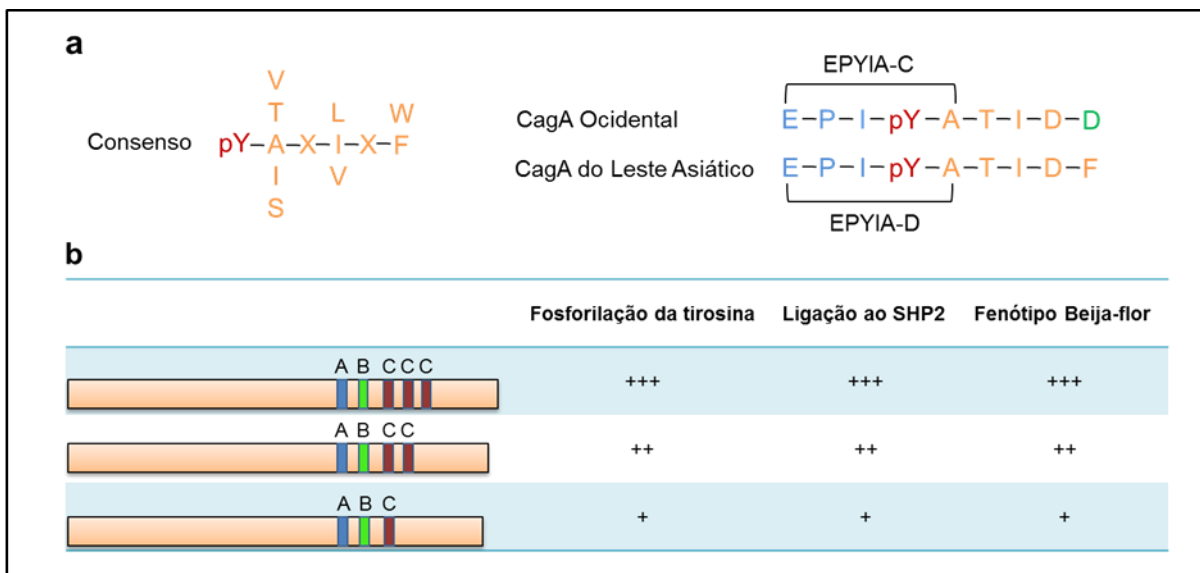 a
V
T L W
Consenso pY–A–X–I–X–F
I V
S
EPYIA-C
CagA Ocidental E–P–I–pY–A–T–I–D–D
CagA do Leste Asiático E–P–I–pY–A–T–I–D–F
EPYIA-D
b
Fosforilação da tirosina Ligação ao SHP2 Fenótipo Beija-flor
A B C C C
+++ +++ +++
A B C C
++ ++ ++
A B C
+ + +